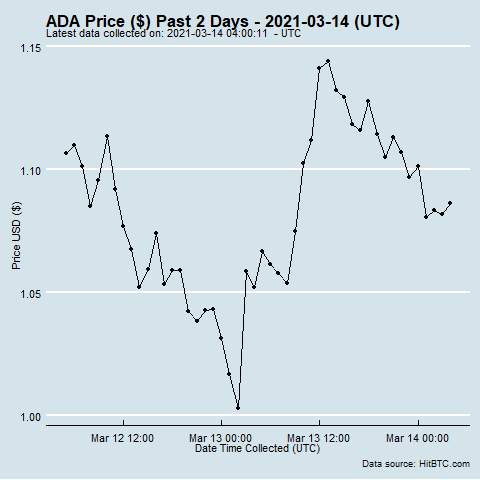 ADA Price ($) Past 2 Days - 2021-03-14 (UTC)
Latest data collected on: 2021-03-14 04:00:11  - UTC
1.15
1.10
1.05
1.00
Price USD ($)
Mar 12 12:00 Mar 13 00:00 Mar 13 12:00 Mar 14 00:00
Date Time Collected (UTC)
Data source: HitBTC.com